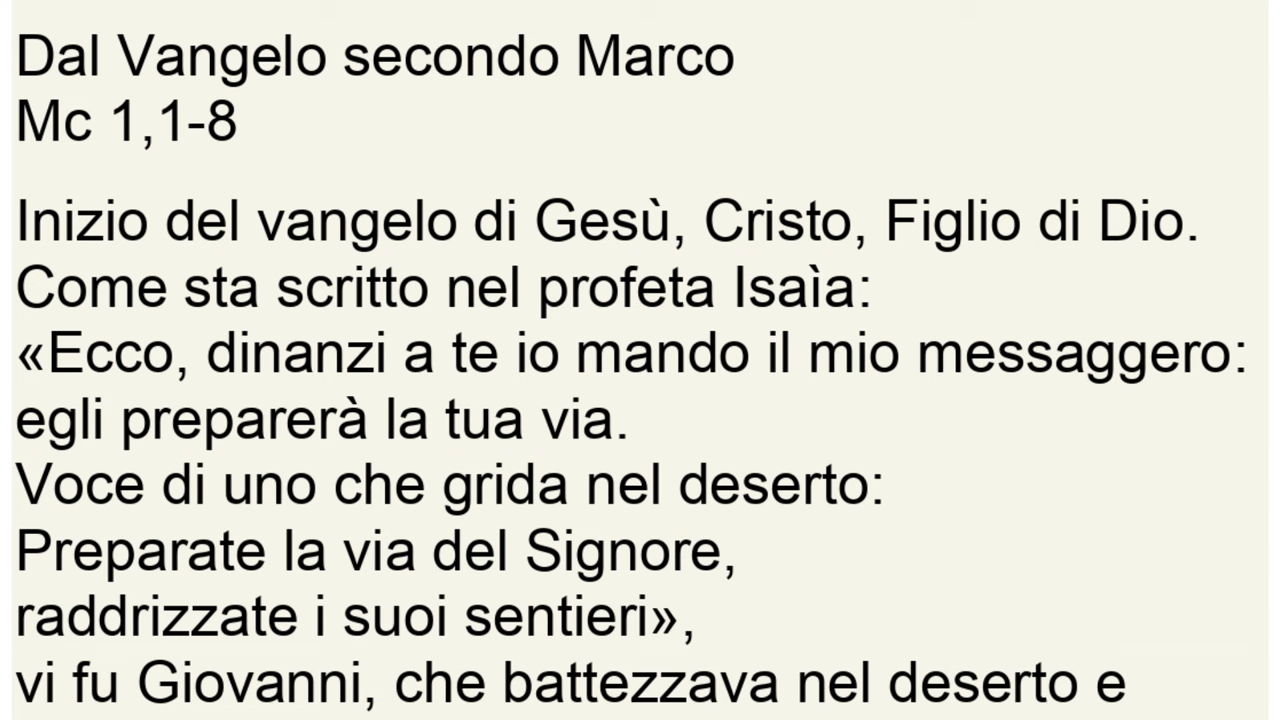 Dal Vangelo secondo Marco
Mc 1,1-8
Inizio del vangelo di Gesù, Cristo, Figlio di Dio.
Come sta scritto nel profeta Isaìa:
«Ecco, dinanzi a te io mando il mio messaggero:
egli preparerà la tua via.
Voce di uno che grida nel deserto:
Preparate la via del Signore,
raddrizzate i suoi sentieri»,
vi fu Giovanni, che battezzava nel deserto e